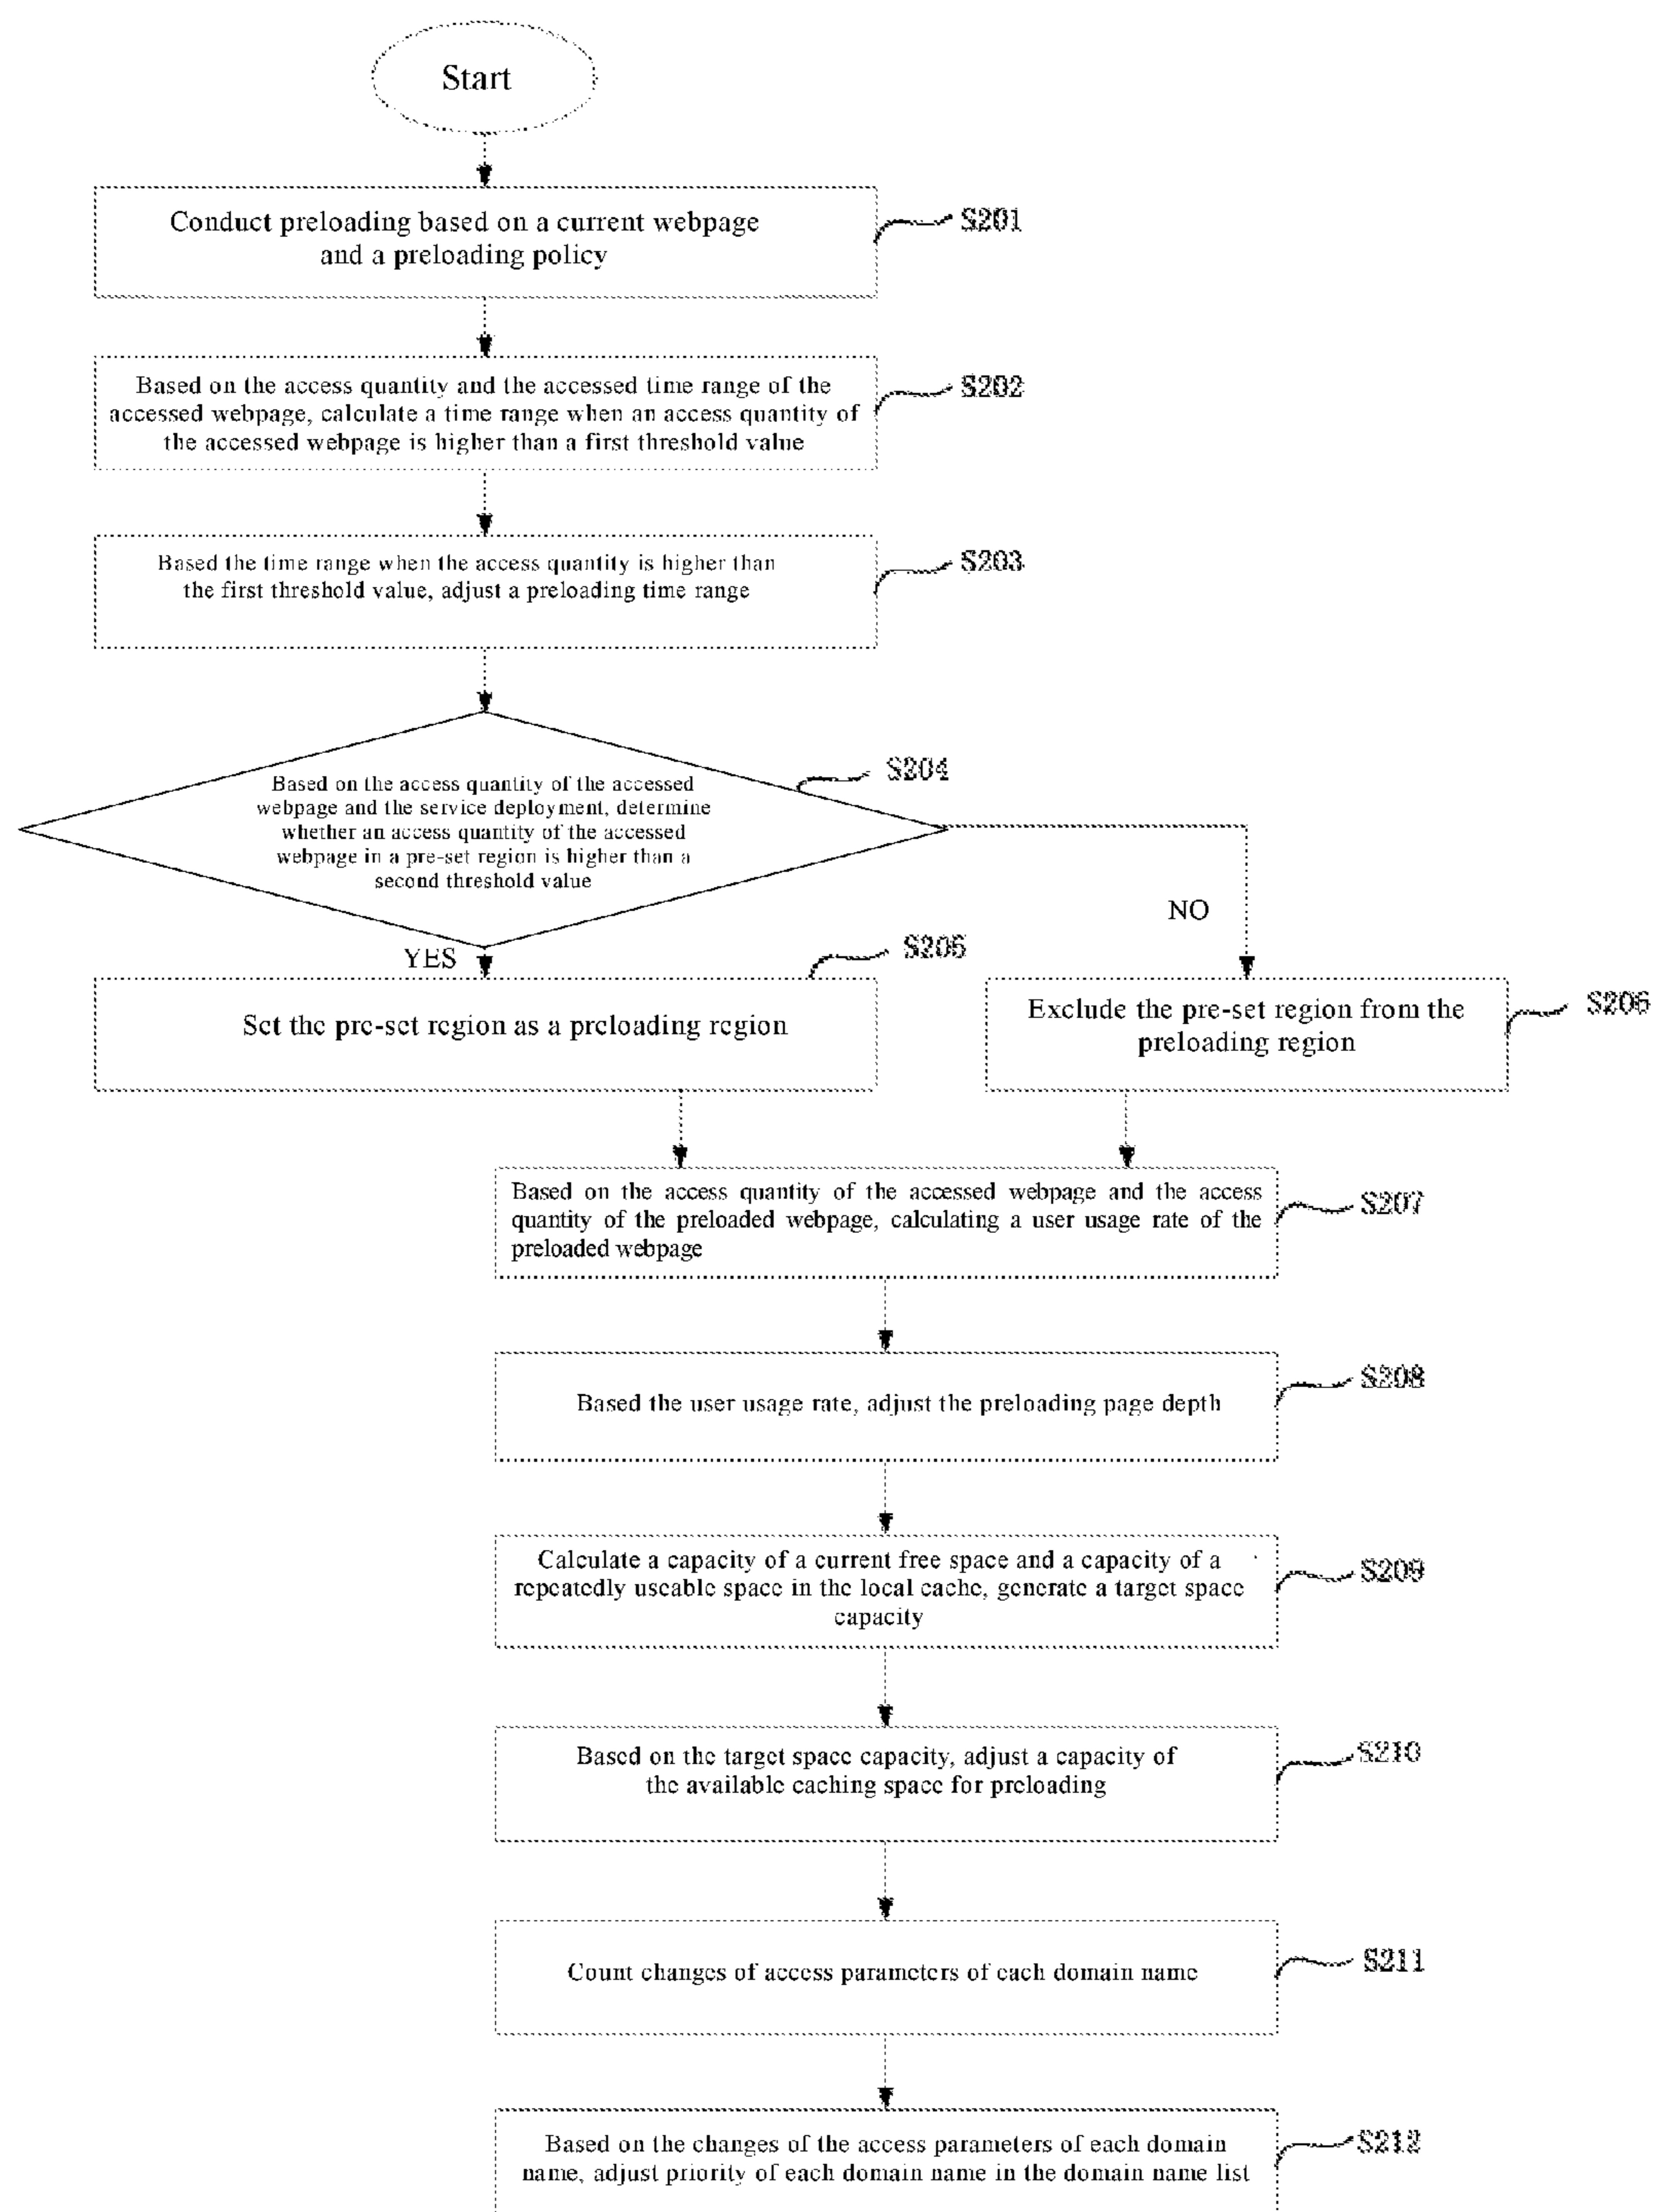 Start
Conduct preloading based on a current webpage
and a preloading policy
S201
Based on the access quantity and the accessed time range of the
accessed webpage, calculate a time range when an access quantity of
the accessed webpage is higher than a first threshold value
S202
Based the time range when the access quantity is higher than
the first threshold value, adjust a preloading time range
S203
Based on the access quantity of the accessed
webpage and the service deployment, determine
whether an access quantity of the accessed
webpage in a pre-set region is higher than a
second threshold value
S204
NO
YES
S205
Set the pre-set region as a preloading region
Exclude the pre-set region from the
preloading region
S206
Based on the access quantity of the accessed webpage and the access
quantity of the preloaded webpage, calculating a user usage rate of the
preloaded webpage
S207
Based the user usage rate, adjust the preloading page depth
S208
Calculate a capacity of a current free space and a capacity of a
repeatedly useable space in the local cache, generate a target space
capacity
S209
Based on the target space capacity, adjust a capacity of
the available caching space for preloading
S210
Count changes of access parameters of each domain name
S211
Based on the changes of the access parameters of each domain
name, adjust priority of each domain name in the domain name list
S212